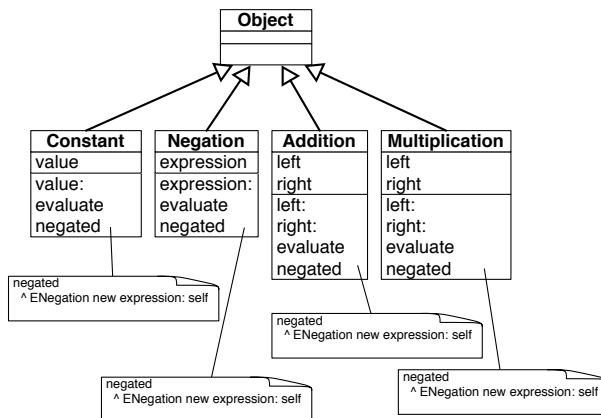 Object
Constant
value
value:
evaluate
negated
Negation
expression
expression:
evaluate
negated
Addition
left
right
left:
right:
evaluate
negated
Multiplication
left
right
left:
right:
evaluate
negated
negated
^ ENegation new expression: self
negated
^ ENegation new expression: self
negated
^ ENegation new expression: self
negated
^ ENegation new expression: self